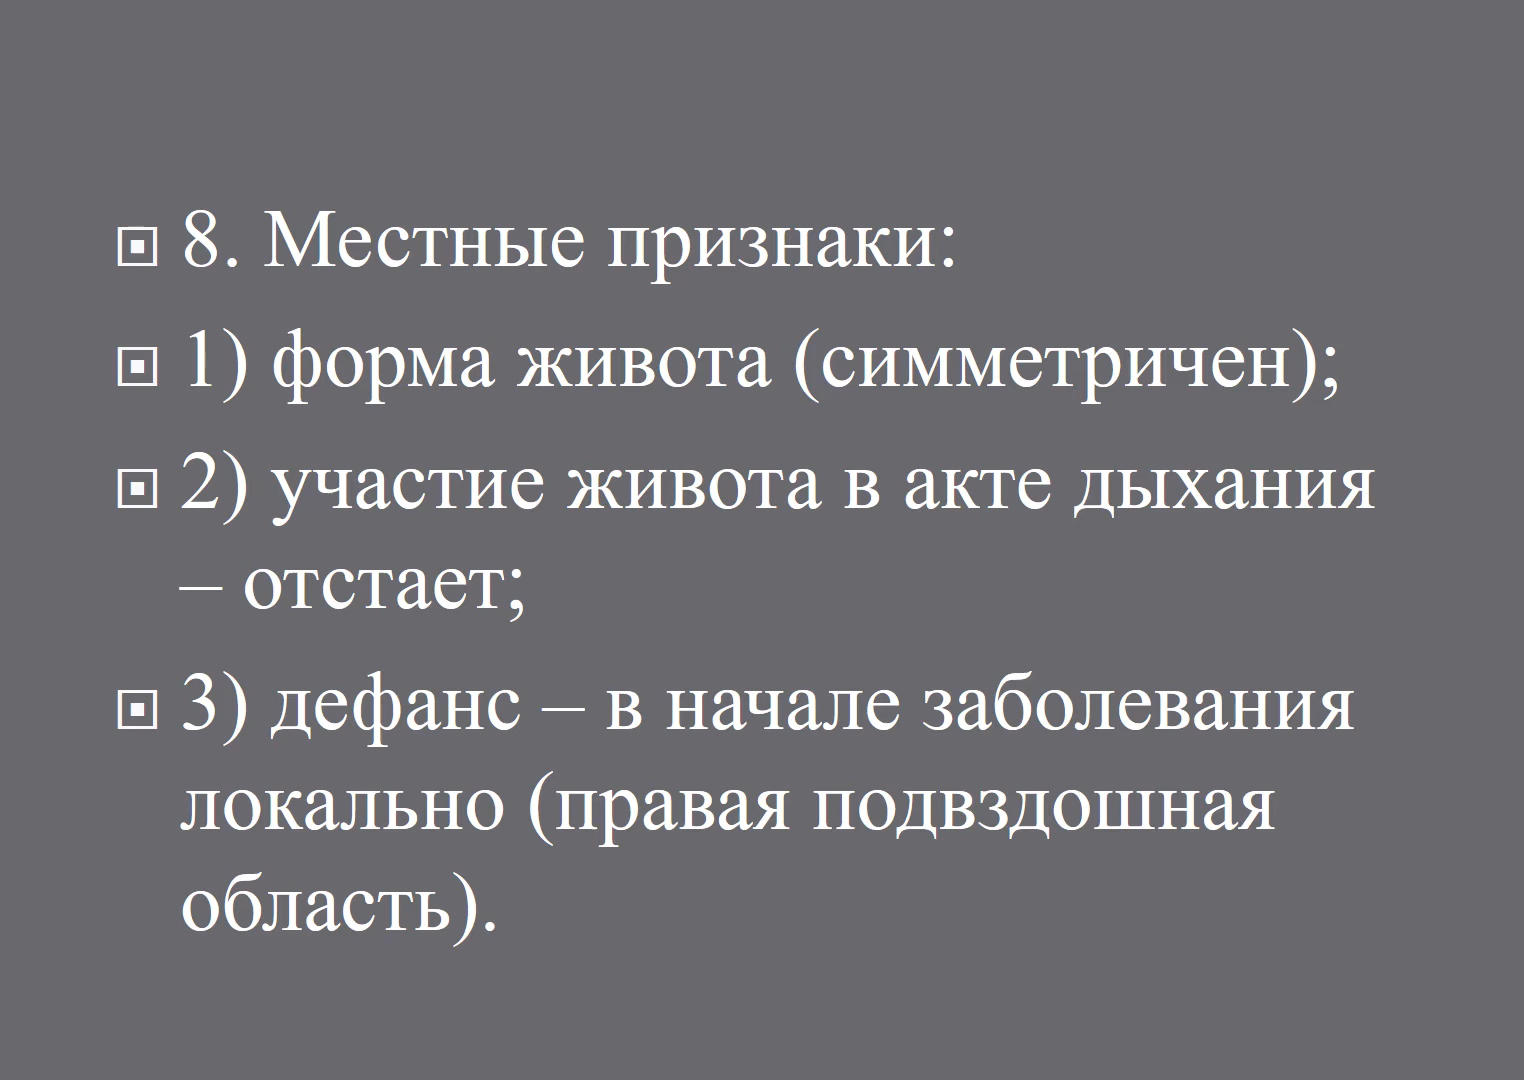 8. Местные признаки:
1) форма живота (симметричен);
2) участие живота в акте дыхания
– отстает;
3) дефанс – в начале заболевания
локально (правая подвздошная
область).